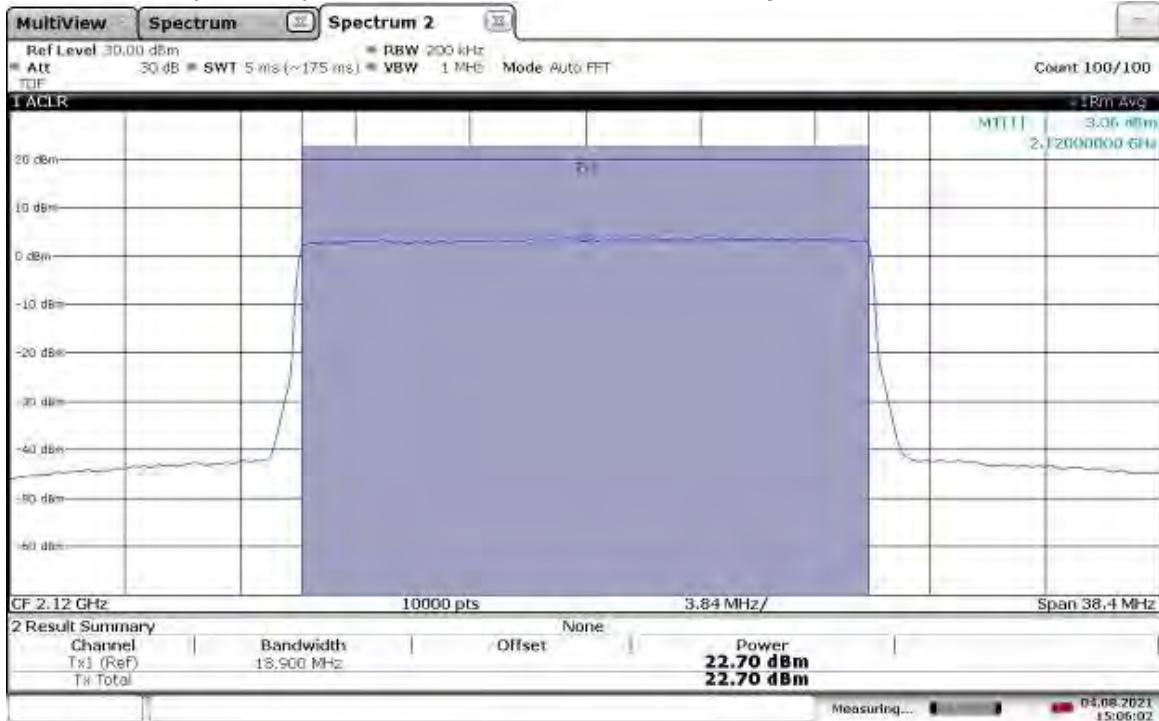 MultiView Spectrum Spectrum 2
Ref Level 30.00 dBm RBW 200 kHz
Att 30 dB SWT 5 ms (~175 ms) VBW 1 MHz Mode Auto FFT Count 100/100
TDF
1 ACLR 1Rm Avg
M1[1] 3.06 dBm
2.12000000 GHz
20 dBm
10 dBm
0 dBm
-10 dBm
-20 dBm
-30 dBm
-40 dBm
-50 dBm
-60 dBm
CF 2.12 GHz 10000 pts 3.84 MHz/ Span 38.4 MHz
2 Result Summary None
Channel Bandwidth Offset Power
Tx1 (Ref) 18.900 MHz 22.70 dBm
Tx Total 22.70 dBm
Measuring... 04.08.2021
15:06:02